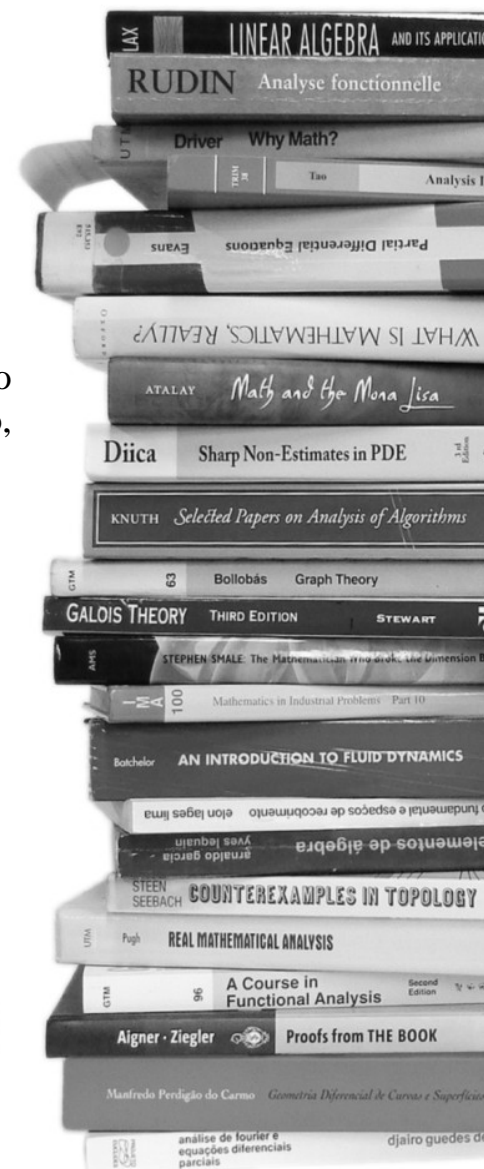 LAX LINEAR ALGEBRA AND ITS APPLICATIO
RUDIN Analyse fonctionnelle
UTM Driver Why Math?
TRIM 38 Tao Analysis I
Evans Partial Differential Equations
WHAT IS MATHEMATICS, REALLY?
o
ATALAY Math and the Mona Lisa
,
Diica Sharp Non-Estimates in PDE 3rd Edition
KNUTH Selected Papers on Analysis of Algorithms
GTM 63 Bollobás Graph Theory
GALOIS THEORY THIRD EDITION STEWART
AMS STEPHEN SMALE: The Mathematician Who Broke the Dimension B
IMA 100 Mathematics in Industrial Problems Part 10
Batchelor AN INTRODUCTION TO FLUID DYNAMICS
o fundamental e espaços de recobrimento elon lages lima
elementos de álgebra arnaldo garcia
yves lequain
STEEN
SEEBACH COUNTEREXAMPLES IN TOPOLOGY
UTM Pugh REAL MATHEMATICAL ANALYSIS
GTM 96 A Course in Second
Functional Analysis Edition
Aigner · Ziegler Proofs from THE BOOK
Manfredo Perdigão do Carmo Geometria Diferencial de Curvas e Superfícies
análise de fourier e djairo guedes de
equações diferenciais
parciais